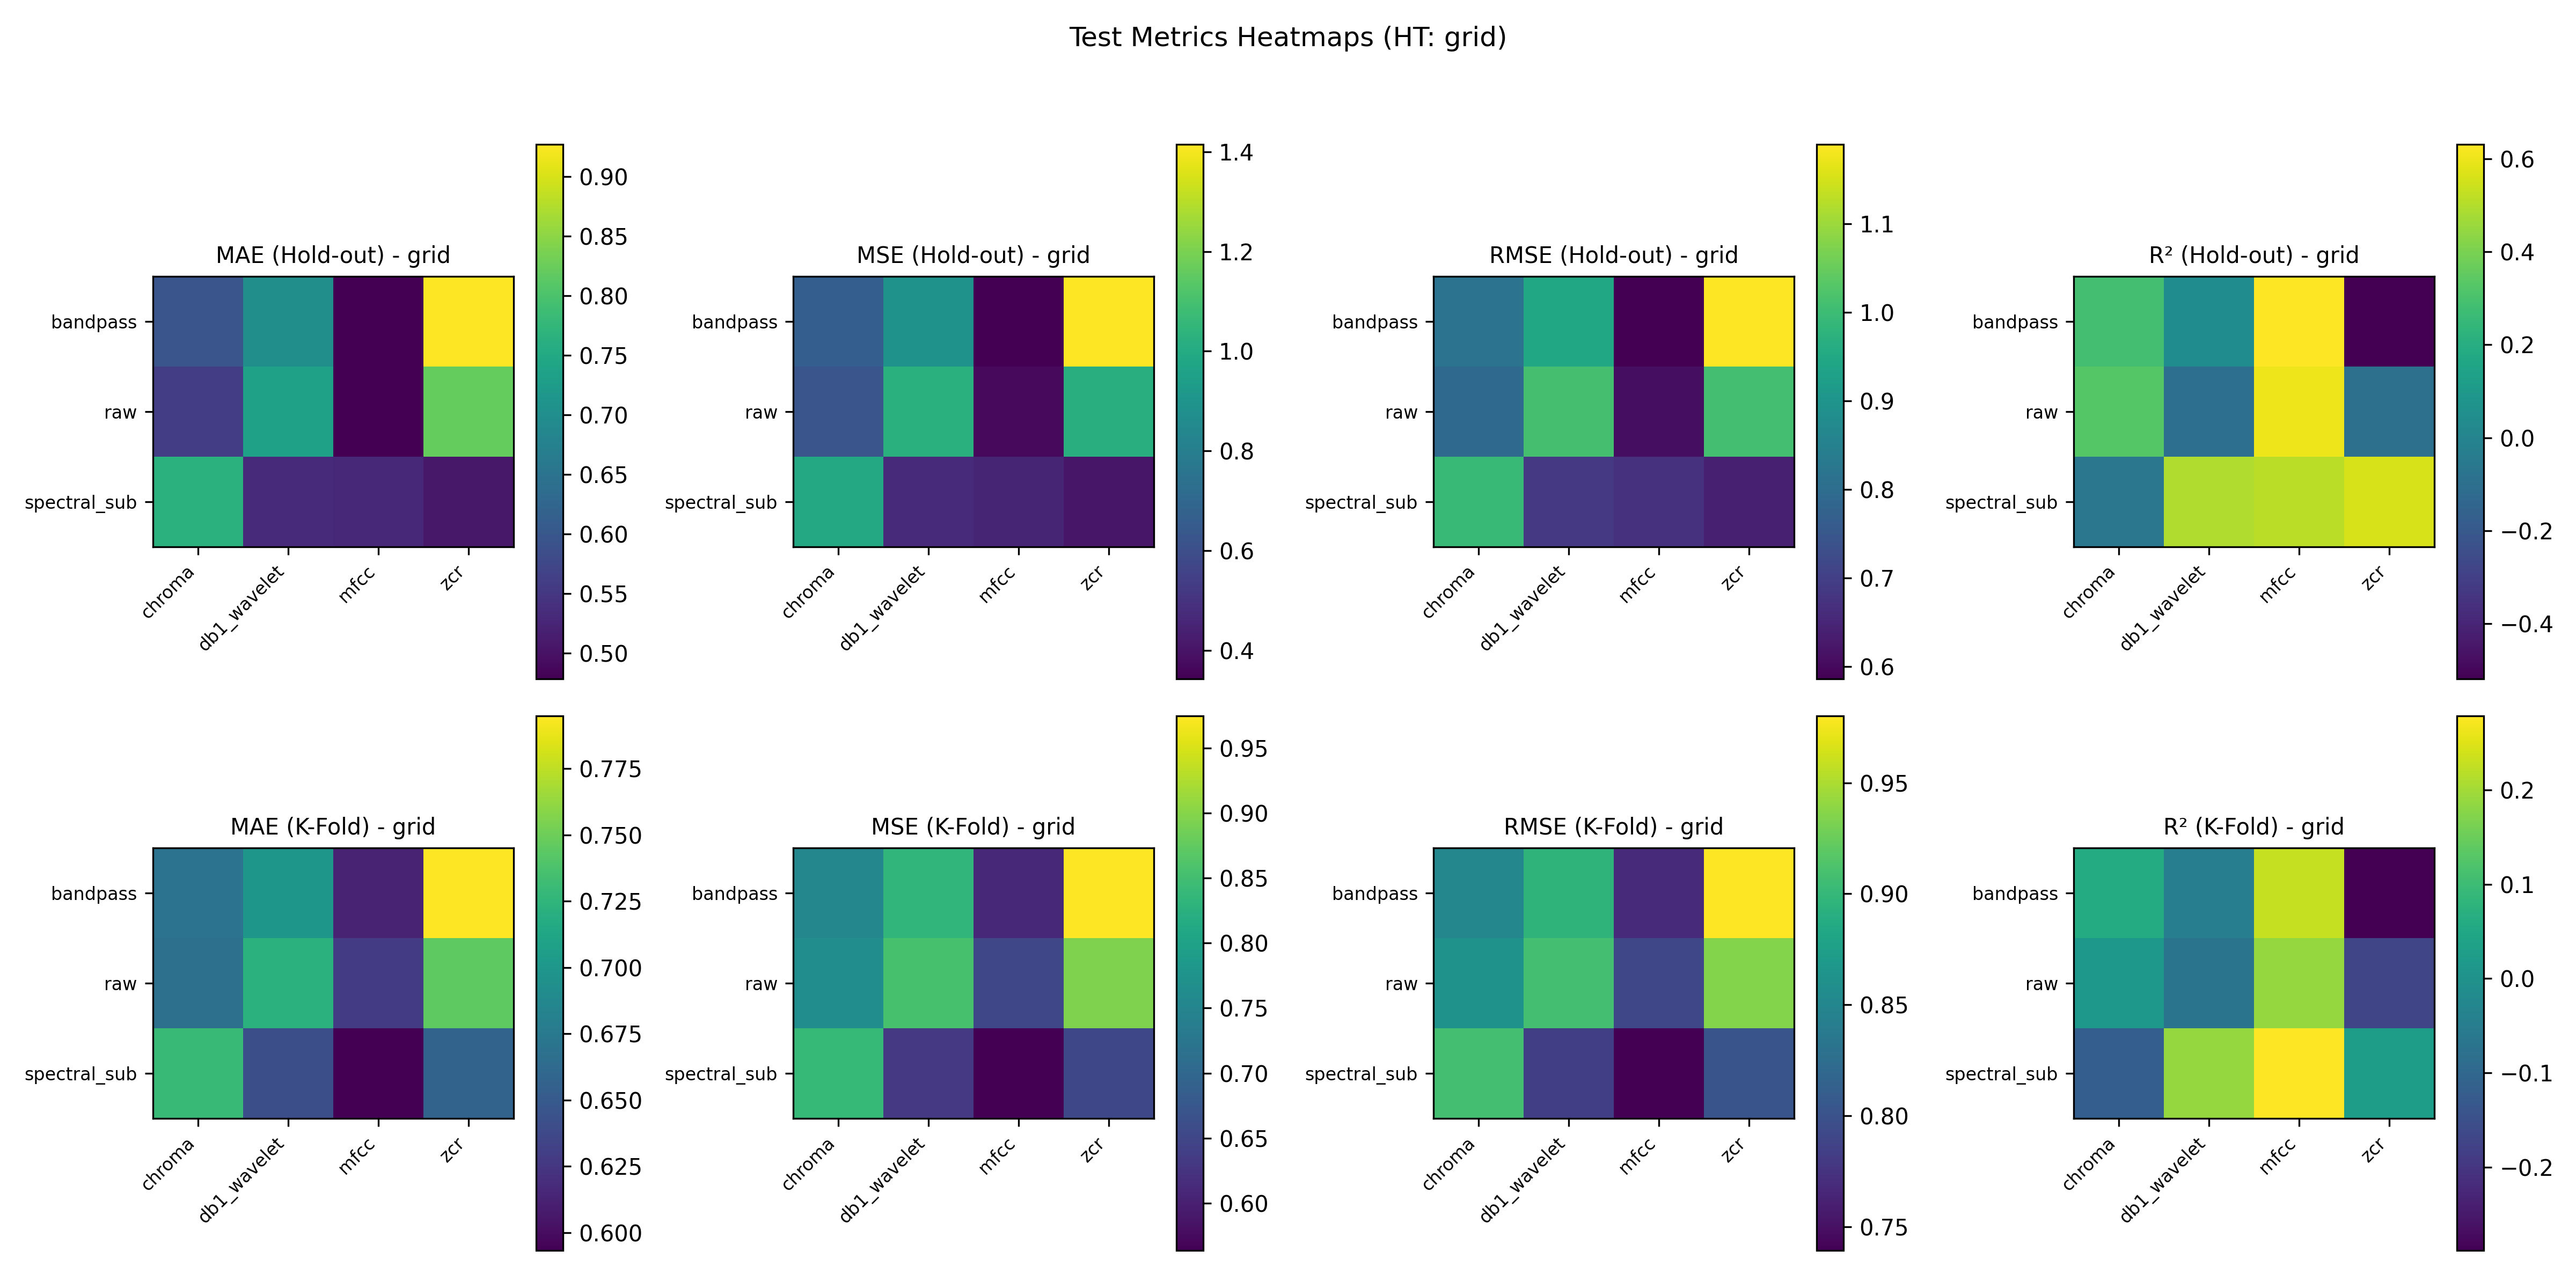 Test Metrics Heatmaps (HT: grid)
MAE (Hold-out) - grid
bandpass
raw
spectral_sub
chroma
db1_wavelet
mfcc
zcr
0.90
0.85
0.80
0.75
0.70
0.65
0.60
0.55
0.50
MSE (Hold-out) - grid
bandpass
raw
spectral_sub
chroma
db1_wavelet
mfcc
zcr
1.4
1.2
1.0
0.8
0.6
0.4
RMSE (Hold-out) - grid
bandpass
raw
spectral_sub
chroma
db1_wavelet
mfcc
zcr
1.1
1.0
0.9
0.8
0.7
0.6
R² (Hold-out) - grid
bandpass
raw
spectral_sub
chroma
db1_wavelet
mfcc
zcr
0.6
0.4
0.2
0.0
−0.2
−0.4
MAE (K-Fold) - grid
bandpass
raw
spectral_sub
chroma
db1_wavelet
mfcc
zcr
0.775
0.750
0.725
0.700
0.675
0.650
0.625
0.600
MSE (K-Fold) - grid
bandpass
raw
spectral_sub
chroma
db1_wavelet
mfcc
zcr
0.95
0.90
0.85
0.80
0.75
0.70
0.65
0.60
RMSE (K-Fold) - grid
bandpass
raw
spectral_sub
chroma
db1_wavelet
mfcc
zcr
0.95
0.90
0.85
0.80
0.75
R² (K-Fold) - grid
bandpass
raw
spectral_sub
chroma
db1_wavelet
mfcc
zcr
0.2
0.1
0.0
−0.1
−0.2